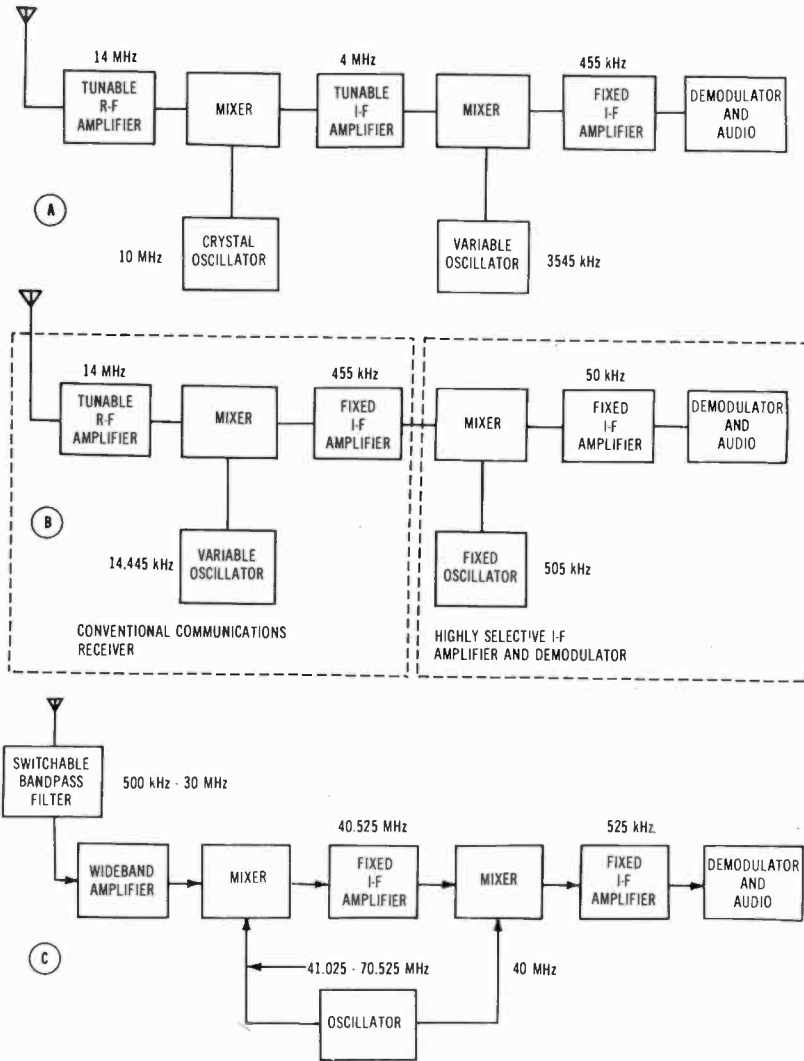 14 MHz
4 MHz
455 kHz
TUNABLE
R-F
AMPLIFIER
MIXER
TUNABLE
I-F
AMPLIFIER
MIXER
FIXED
I-F
AMPLIFIER
DEMODULATOR
AND
AUDIO
A
10 MHz
CRYSTAL
OSCILLATOR
VARIABLE
OSCILLATOR
3545 kHz
14 MHz
455 kHz
50 kHz
TUNABLE
R-F
AMPLIFIER
MIXER
FIXED
I-F
AMPLIFIER
MIXER
FIXED
I-F
AMPLIFIER
DEMODULATOR
AND
AUDIO
B
14.445 kHz
VARIABLE
OSCILLATOR
FIXED
OSCILLATOR
505 kHz
CONVENTIONAL COMMUNICATIONS
RECEIVER
HIGHLY SELECTIVE I-F
AMPLIFIER AND DEMODULATOR
SWITCHABLE
BANDPASS
FILTER
500 kHz - 30 MHz
40.525 MHz
525 kHz
WIDEBAND
AMPLIFIER
MIXER
FIXED
I-F
AMPLIFIER
MIXER
FIXED
I-F
AMPLIFIER
DEMODULATOR
AND
AUDIO
C
41.025 - 70.525 MHz
40 MHz
OSCILLATOR